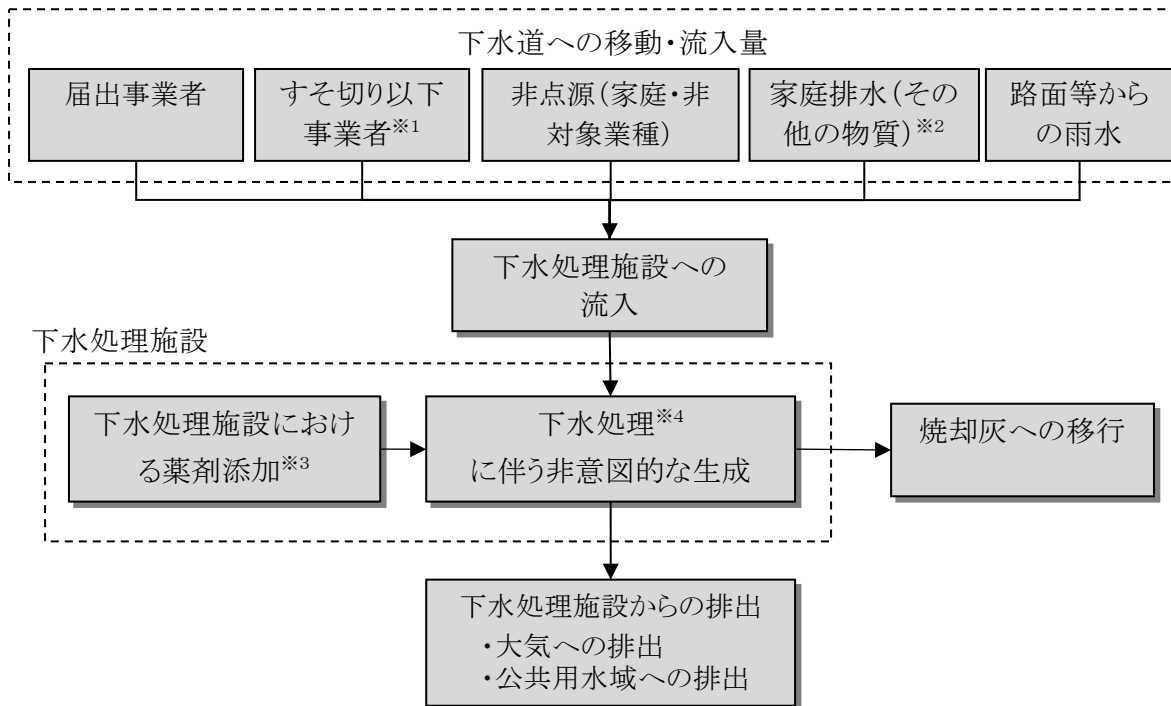 下水道への移動・流入量
届出事業者
すそ切り以下
事業者※1
非点源(家庭・非
対象業種)
家庭排水(その
他の物質)※2
路面等から
の雨水
下水処理施設への
流入
下水処理施設
下水処理施設におけ
る薬剤添加※3
下水処理※4
に伴う非意図的な生成
焼却灰への移行
下水処理施設からの排出
・大気への排出
・公共用水域への排出